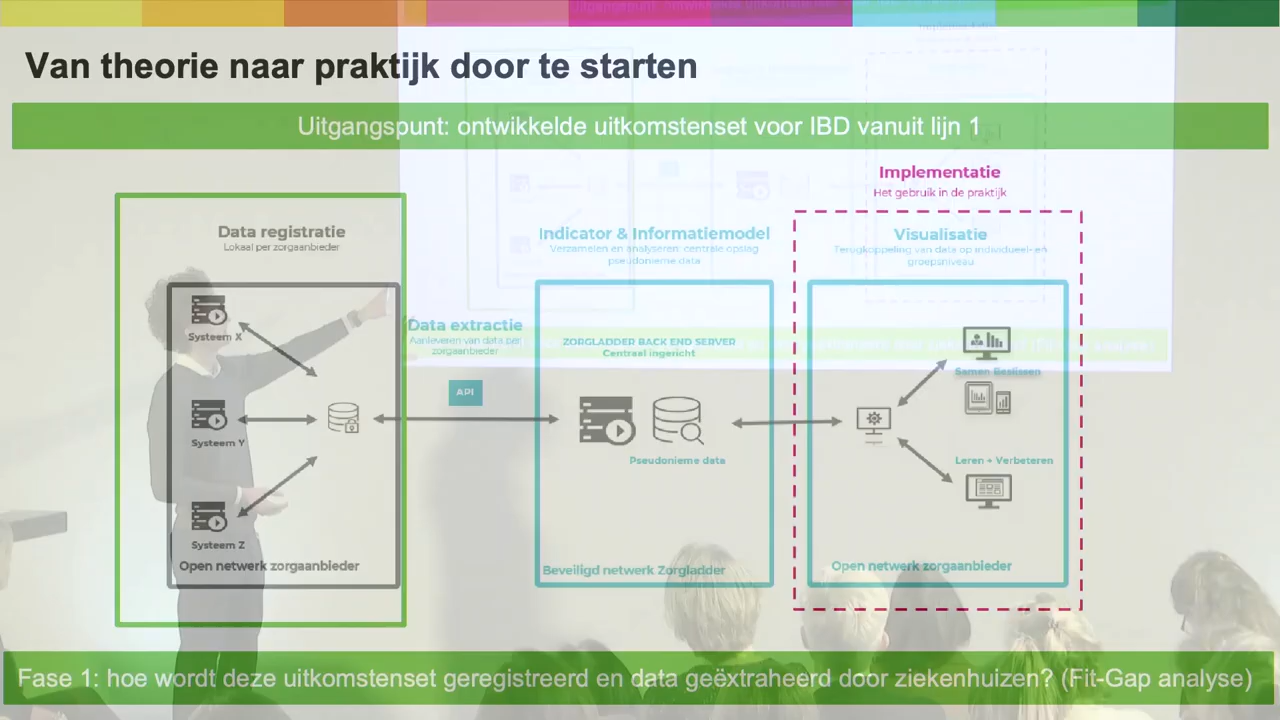 Van theorie naar praktijk door te starten
Uitgangspunt: ontwikkelde uitkomstenset voor IBD vanuit lijn 1
Implementatie
Het gebruik in de praktijk
Data registratie
Lokaal per zorgaanbieder
Indicator & Informatiemodel
Verzamelen en analyseren: centrale opslag
pseudonieme data
Visualisatie
Terugkoppeling van data op individueel- en
groepsniveau
Systeem X
Data extractie
Aanleveren van data per
zorgaanbieder
API
ZORGLADDER BACK END SERVER
Centraal ingericht
Samen Beslissen
Systeem Y
Pseudonieme data
Leren + Verbeteren
Systeem Z
Open netwerk zorgaanbieder
Beveiligd netwerk Zorgladder
Open netwerk zorgaanbieder
Fase 1: hoe wordt deze uitkomstenset geregistreerd en data geëxtraheerd door ziekenhuizen? (Fit-Gap analyse)